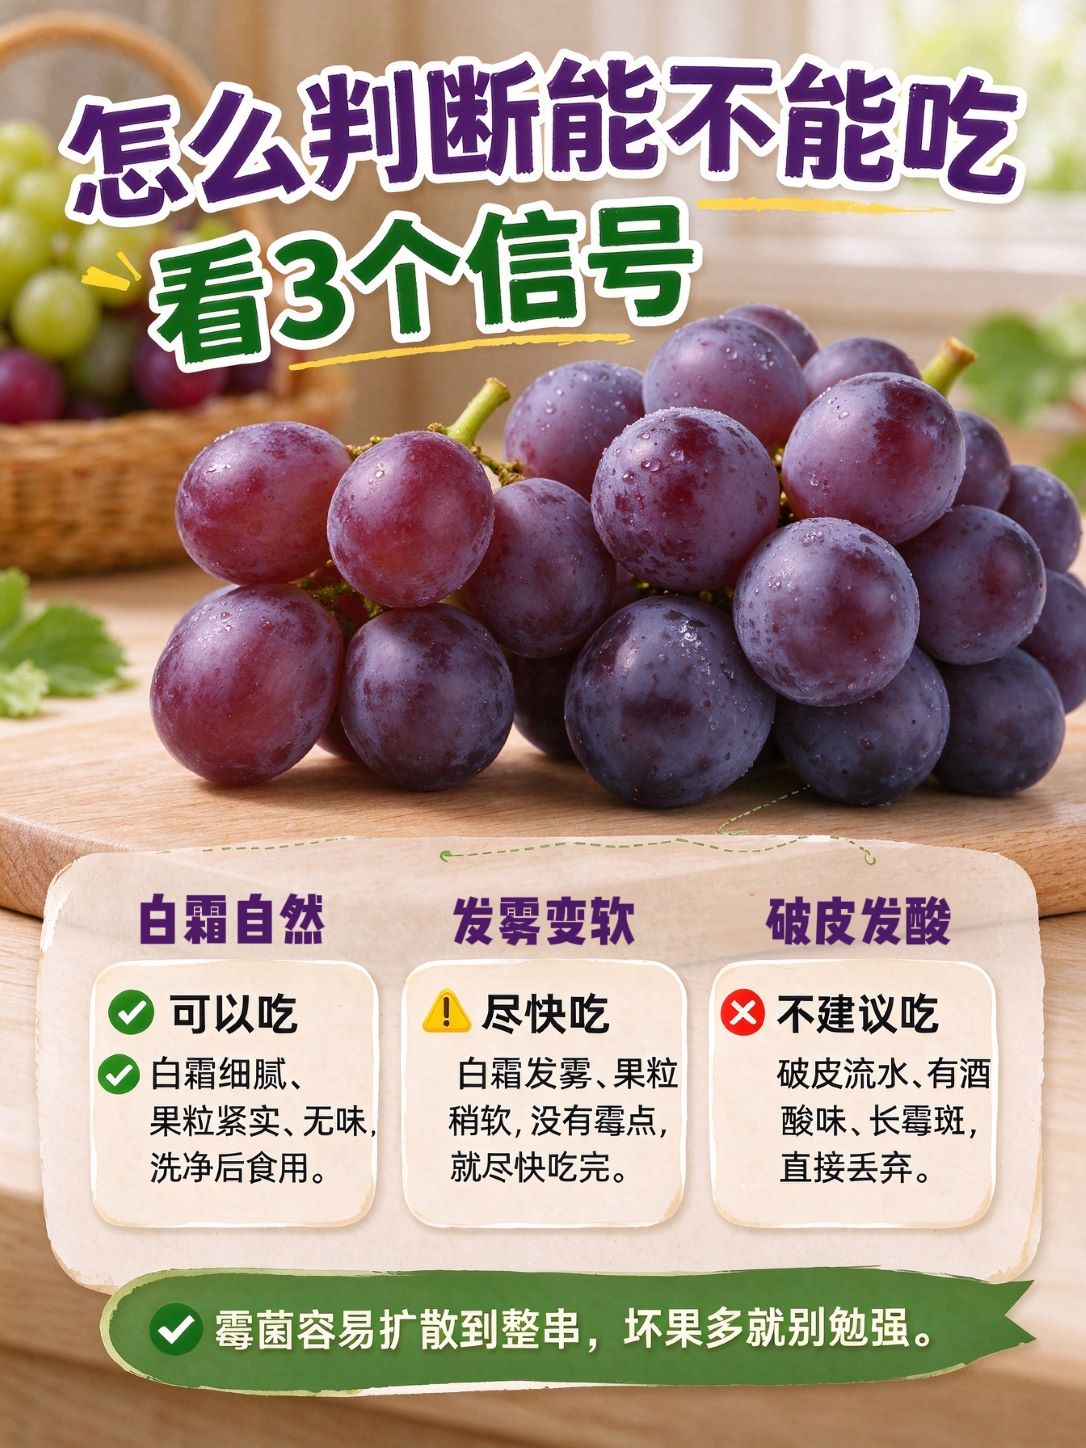 怎么判断能不能吃
看3个信号
白霜自然
可以吃
白霜细腻、
果粒紧实、无味,
洗净后食用。
发雾变软
尽快吃
白霜发雾、果粒
稍软,没有霉点,
就尽快吃完。
破皮发酸
不建议吃
破皮流水、有酒
酸味、长霉斑,
直接丢弃。
霉菌容易扩散到整串，坏果多就别勉强。